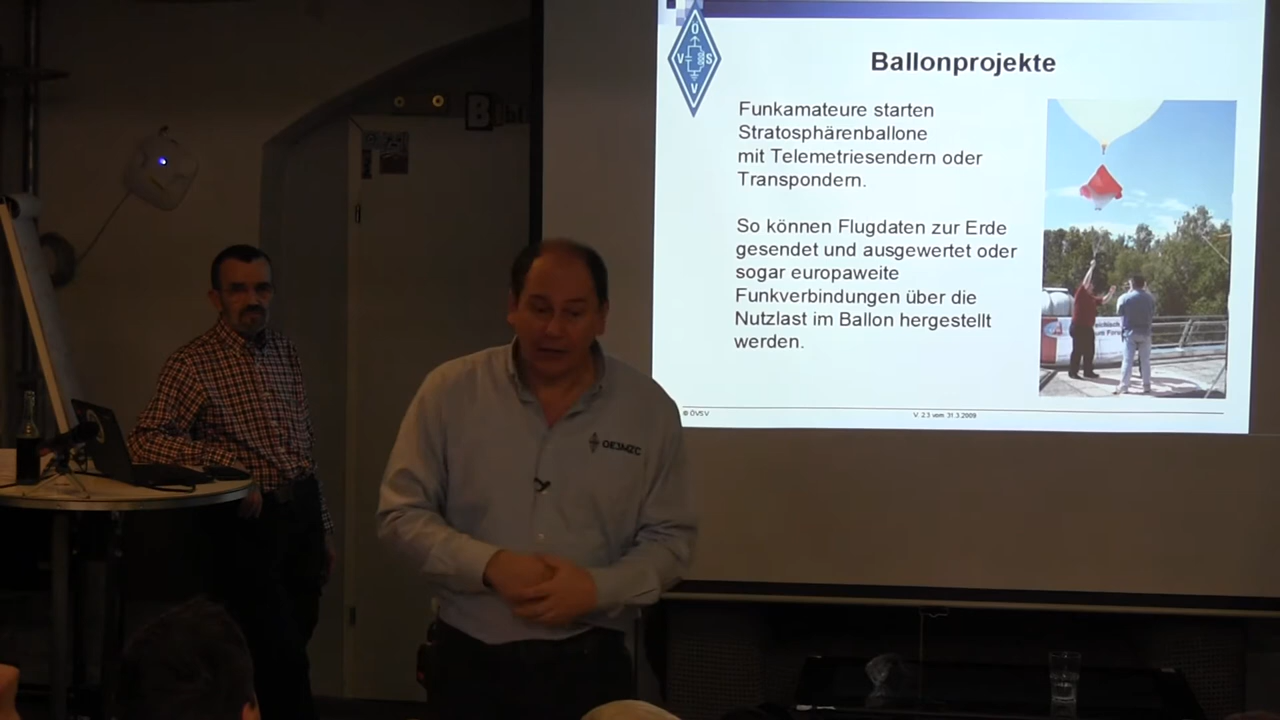 Ö
V S
V
Ballonprojekte
Funkamateure starten
Stratosphärenballone
mit Telemetriesendern oder
Transpondern.
So können Flugdaten zur Erde
gesendet und ausgewertet oder
sogar europaweite
Funkverbindungen über die
Nutzlast im Ballon hergestellt
werden.
© ÖVSV
V. 2.3 vom 31.3.2009
OE3MZC
B